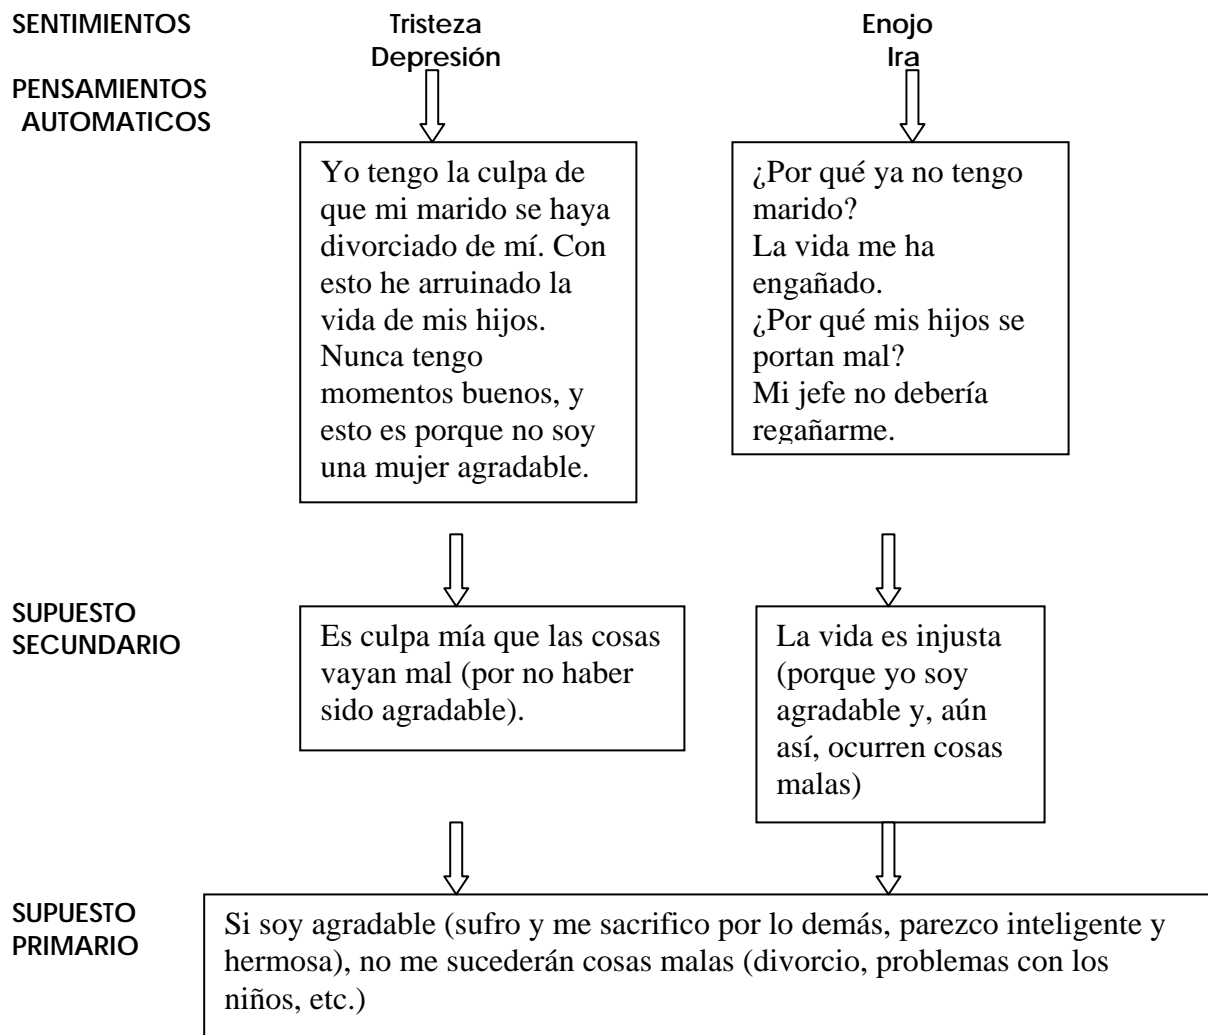 SENTIMIENTOS
Tristeza
Depresión
Enojo
Ira
PENSAMIENTOS
AUTOMATICOS
Yo tengo la culpa de
que mi marido se haya
divorciado de mí. Con
esto he arruinado la
vida de mis hijos.
Nunca tengo
momentos buenos, y
esto es porque no soy
una mujer agradable.
¿Por qué ya no tengo
marido?
La vida me ha
engañado.
¿Por qué mis hijos se
portan mal?
Mi jefe no debería
regañarme.
SUPUESTO
SECUNDARIO
Es culpa mía que las cosas
vayan mal (por no haber
sido agradable).
La vida es injusta
(porque yo soy
agradable y, aún
así, ocurren cosas
malas)
SUPUESTO
PRIMARIO
Si soy agradable (sufro y me sacrifico por lo demás, parezco inteligente y
hermosa), no me sucederán cosas malas (divorcio, problemas con los
niños, etc.)